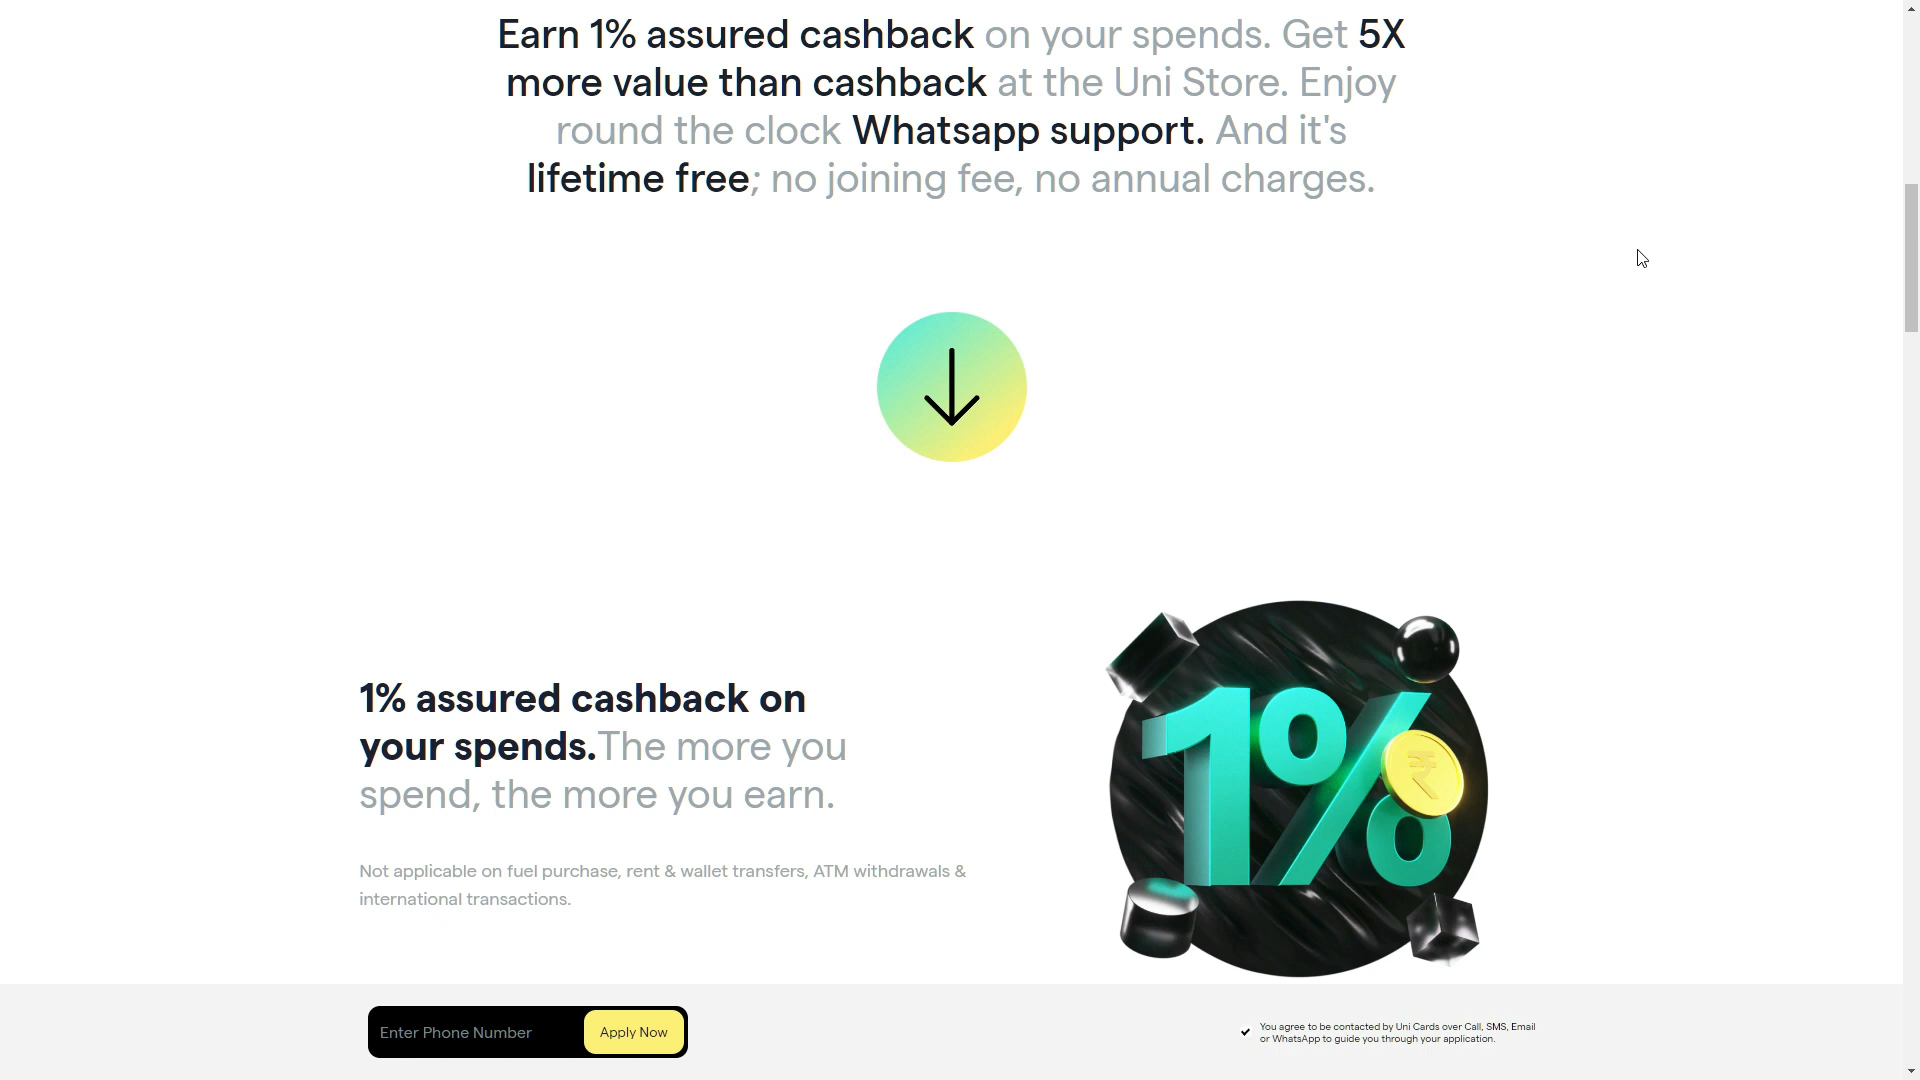 Earn 1% assured cashback on your spends. Get 5X
more value than cashback at the Uni Store. Enjoy
round the clock Whatsapp support. And it's
lifetime free; no joining fee, no annual charges.
1% assured cashback on
your spends.The more you
spend, the more you earn.
Not applicable on fuel purchase, rent & wallet transfers, ATM withdrawals &
international transactions.
1%
₹
Enter Phone Number
Apply Now
You agree to be contacted by Uni Cards over Call, SMS, Email
or WhatsApp to guide you through your application.